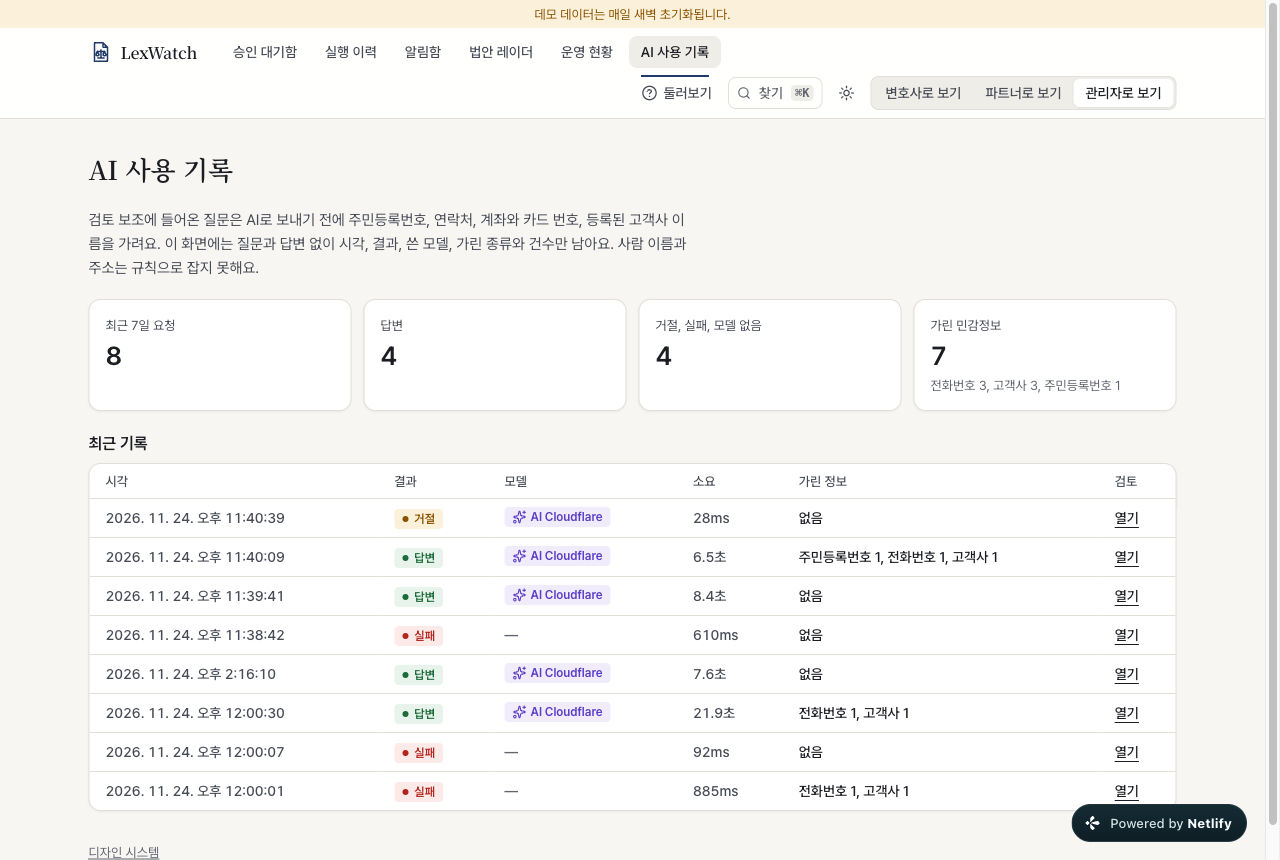 데모 데이터는 매일 새벽 초기화됩니다.
LexWatch
승인 대기함
실행 이력
알림함
법안 레이더
운영 현황
AI 사용 기록
둘러보기
찾기 ⌘K
변호사로 보기
파트너로 보기
관리자로 보기
AI 사용 기록
검토 보조에 들어온 질문은 AI로 보내기 전에 주민등록번호, 연락처, 계좌와 카드 번호, 등록된 고객사 이
름을 가려요. 이 화면에는 질문과 답변 없이 시각, 결과, 쓴 모델, 가린 종류와 건수만 남아요. 사람 이름과
주소는 규칙으로 잡지 못해요.
최근 7일 요청
8
답변
4
거절, 실패, 모델 없음
4
가린 민감정보
7
전화번호 3, 고객사 3, 주민등록번호 1
최근 기록
시각 결과 모델 소요 가린 정보 검토
2026. 11. 24. 오후 11:40:39 거절 AI Cloudflare 28ms 없음 열기
2026. 11. 24. 오후 11:40:09 답변 AI Cloudflare 6.5초 주민등록번호 1, 전화번호 1, 고객사 1 열기
2026. 11. 24. 오후 11:39:41 답변 AI Cloudflare 8.4초 없음 열기
2026. 11. 24. 오후 11:38:42 실패 — 610ms 없음 열기
2026. 11. 24. 오후 2:16:10 답변 AI Cloudflare 7.6초 없음 열기
2026. 11. 24. 오후 12:00:30 답변 AI Cloudflare 21.9초 전화번호 1, 고객사 1 열기
2026. 11. 24. 오후 12:00:07 실패 — 92ms 없음 열기
2026. 11. 24. 오후 12:00:01 실패 — 885ms 전화번호 1, 고객사 1 열기
Powered by Netlify
디자인 시스템